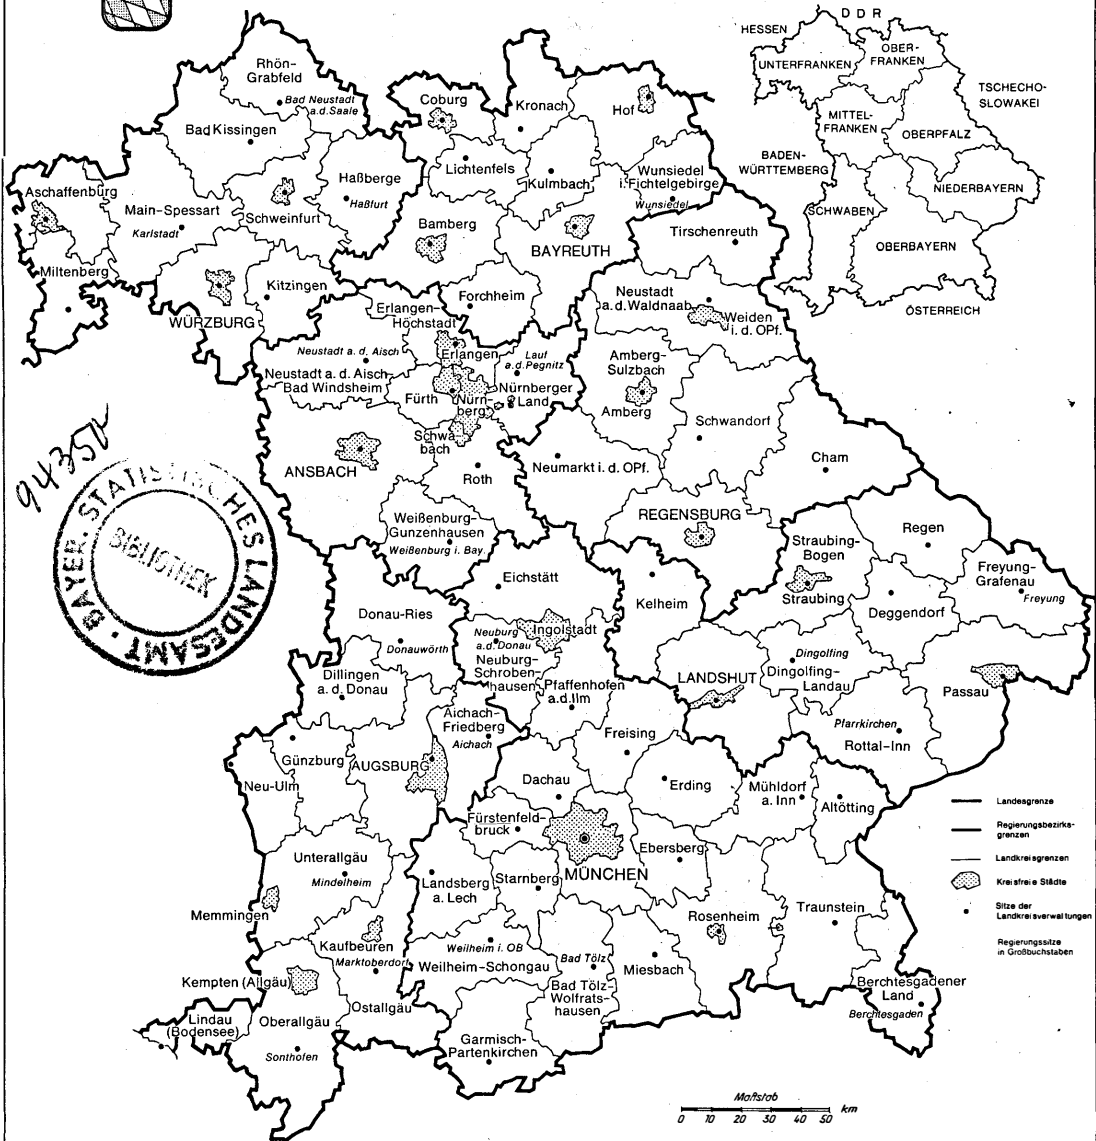 Rhön-
Grabfeld
Bad Neustadt
a.d.Saale
Coburg
Kronach
Hof
Bad Kissingen
Lichtenfels
Kulmbach
Wunsiedel
i. Fichtelgebirge
Wunsiedel
Aschaffenburg
Haßberge
Haßfurt
Main-Spessart
Karlstadt
Schweinfurt
Bamberg
BAYREUTH
Tirschenreuth
Miltenberg
Kitzingen
Forchheim
Neustadt
a.d. Waldnaab
WÜRZBURG
Erlangen-
Höchstadt
Weiden
i. d. OPf.
Neustadt a. d. Aisch
Erlangen
Lauf
a.d.Pegnitz
Amberg-
Sulzbach
Neustadt a. d. Aisch-
Bad Windsheim
Fürth
Nürn-
berg
Nürnberger
Land
Amberg
Schwandorf
Schwa-
bach
ANSBACH
Roth
Neumarkt i. d. OPf.
Cham
Weißenburg-
Gunzenhausen
Weißenburg i. Bay.
REGENSBURG
Straubing-
Bogen
Regen
Eichstätt
Straubing
Freyung-
Grafenau
Freyung
Donau-Ries
Donauwörth
Kelheim
Deggendorf
Neuburg
a.d. Donau
Ingolstadt
Neuburg-
Schroben-
hausen
Dingolfing
Dingolfing-
Landau
Dillingen
a. d. Donau
Pfaffenhofen
a.d.Ilm
LANDSHUT
Passau
Aichach-
Friedberg
Aichach
Freising
Pfarrkirchen
Rottal-Inn
Günzburg
AUGSBURG
Neu-Ulm
Dachau
Erding
Mühldorf
a. Inn
Altötting
Fürstenfeld-
bruck
Ebersberg
Unterallgäu
Mindelheim
Landsberg
a. Lech
Starnberg
MÜNCHEN
Memmingen
Rosenheim
Traunstein
Kaufbeuren
Marktoberdorf
Weilheim i. OB
Weilheim-Schongau
Bad Tölz
Miesbach
Kempten (Allgäu)
Bad Tölz-
Wolfrats-
hausen
Berchtesgadener
Land
Berchtesgaden
Ostallgäu
Lindau
(Bodensee)
Oberallgäu
Sonthofen
Garmisch-
Partenkirchen
D D R
HESSEN
UNTERFRANKEN
OBER-
FRANKEN
TSCHECHO-
SLOWAKEI
MITTEL-
FRANKEN
OBERPFALZ
BADEN-
WÜRTTEMBERG
NIEDERBAYERN
SCHWABEN
OBERBAYERN
ÖSTERREICH
94350
BAYER. STATISTISCHES LANDESAMT
BIBLIOTHEK
Landesgrenze
Regierungsbezirks-
grenzen
Landkreisgrenzen
Kreisfreie Städte
Sitze der
Landkreisverwaltungen
Regierungssitze
in Großbuchstaben
Maßstab
0 10 20 30 40 50 km